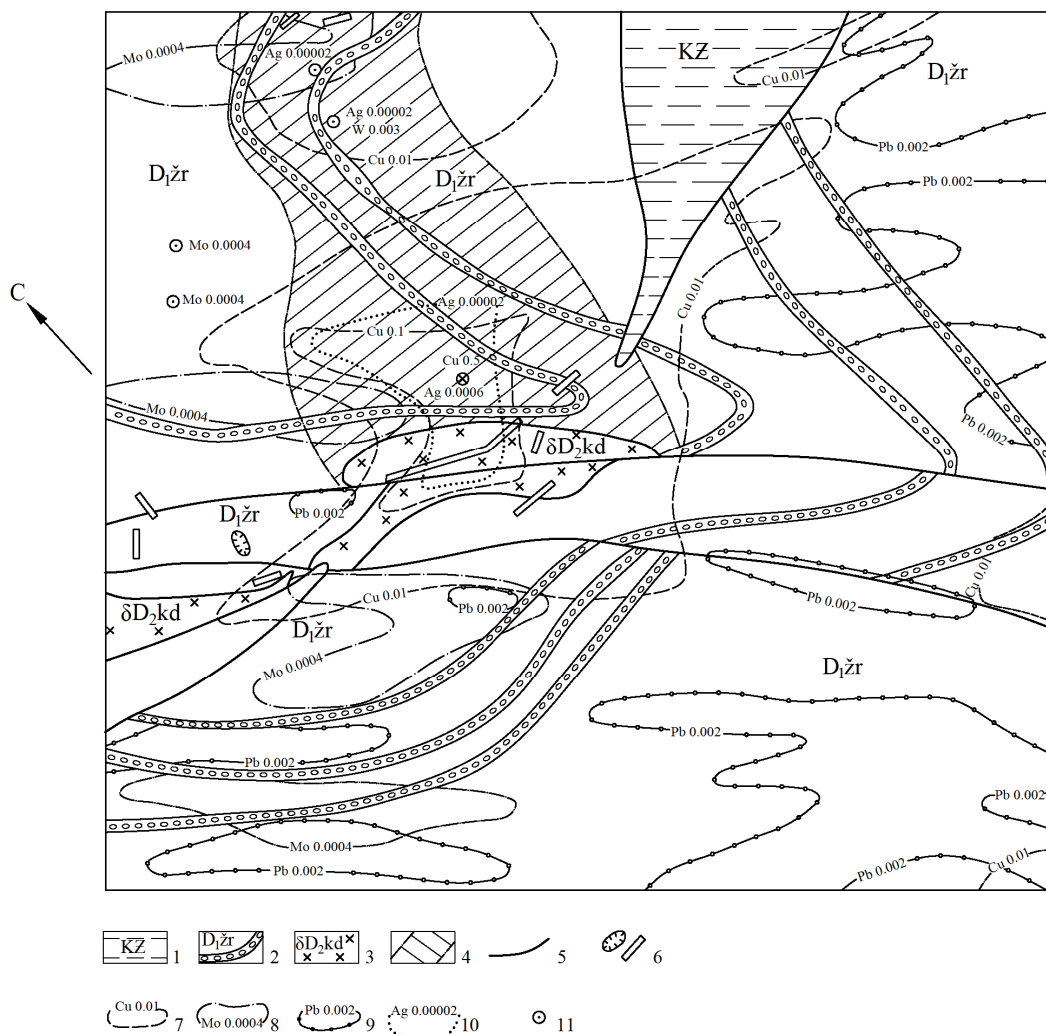 Mo 0.0004
Ag 0.00002
KZ
Cu 0.01
D₁žr
Ag 0.00002
W 0.003
Cu 0.01
Pb 0.002
D₁žr
D₁žr
Pb 0.002
Mo 0.0004
C
Mo 0.0004
Ag 0.00002
Cu 0.01
Cu 0.1
Cu 0.5
Ag 0.0006
Mo 0.0004
Pb 0.002
δD₂kd
Pb 0.002
D₁žr
Cu 0.01
Cu 0.01
Pb 0.002
Pb 0.002
δD₂kd
D₁žr
Mo 0.0004
D₁žr
Pb 0.002
Pb 0.002
Pb 0.002
Mo 0.0004
Pb 0.002
Pb 0.002
Cu 0.01
KZ 1
D₁žr 2
δD₂kd 3
4
5
6
Cu 0.01 7
Mo 0.0004 8
Pb 0.002 9
Ag 0.00002 10
11